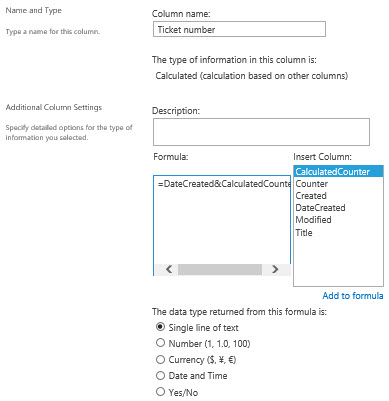 Name and Type
Type a name for this column.
Column name:
Ticket number
The type of information in this column is:
Calculated (calculation based on other columns)
Additional Column Settings
Specify detailed options for the type of
information you selected.
Description:
Formula:
=DateCreated&CalculatedCounte
Insert Column:
CalculatedCounter
Counter
Created
DateCreated
Modified
Title
Add to formula
The data type returned from this formula is:
Single line of text
Number (1, 1.0, 100)
Currency ($, ¥, €)
Date and Time
Yes/No